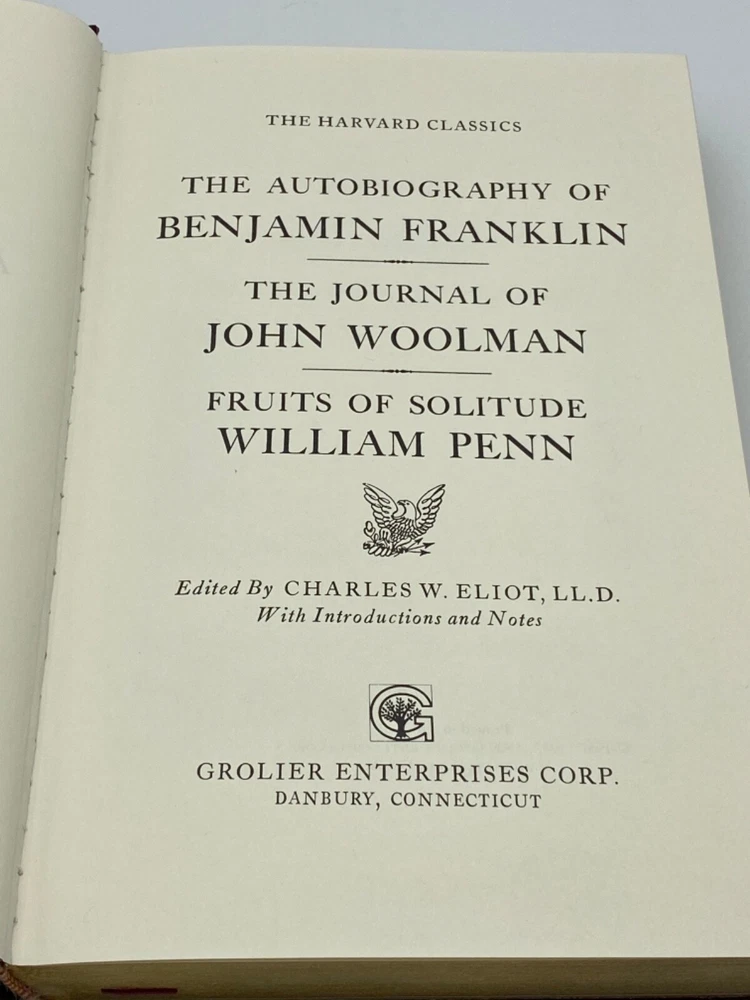 THE HARVARD CLASSICS
THE AUTOBIOGRAPHY OF
BENJAMIN FRANKLIN
THE JOURNAL OF
JOHN WOOLMAN
FRUITS OF SOLITUDE
WILLIAM PENN
Edited By CHARLES W. ELIOT, LL.D.
With Introductions and Notes
G
GROLIER ENTERPRISES CORP.
DANBURY, CONNECTICUT